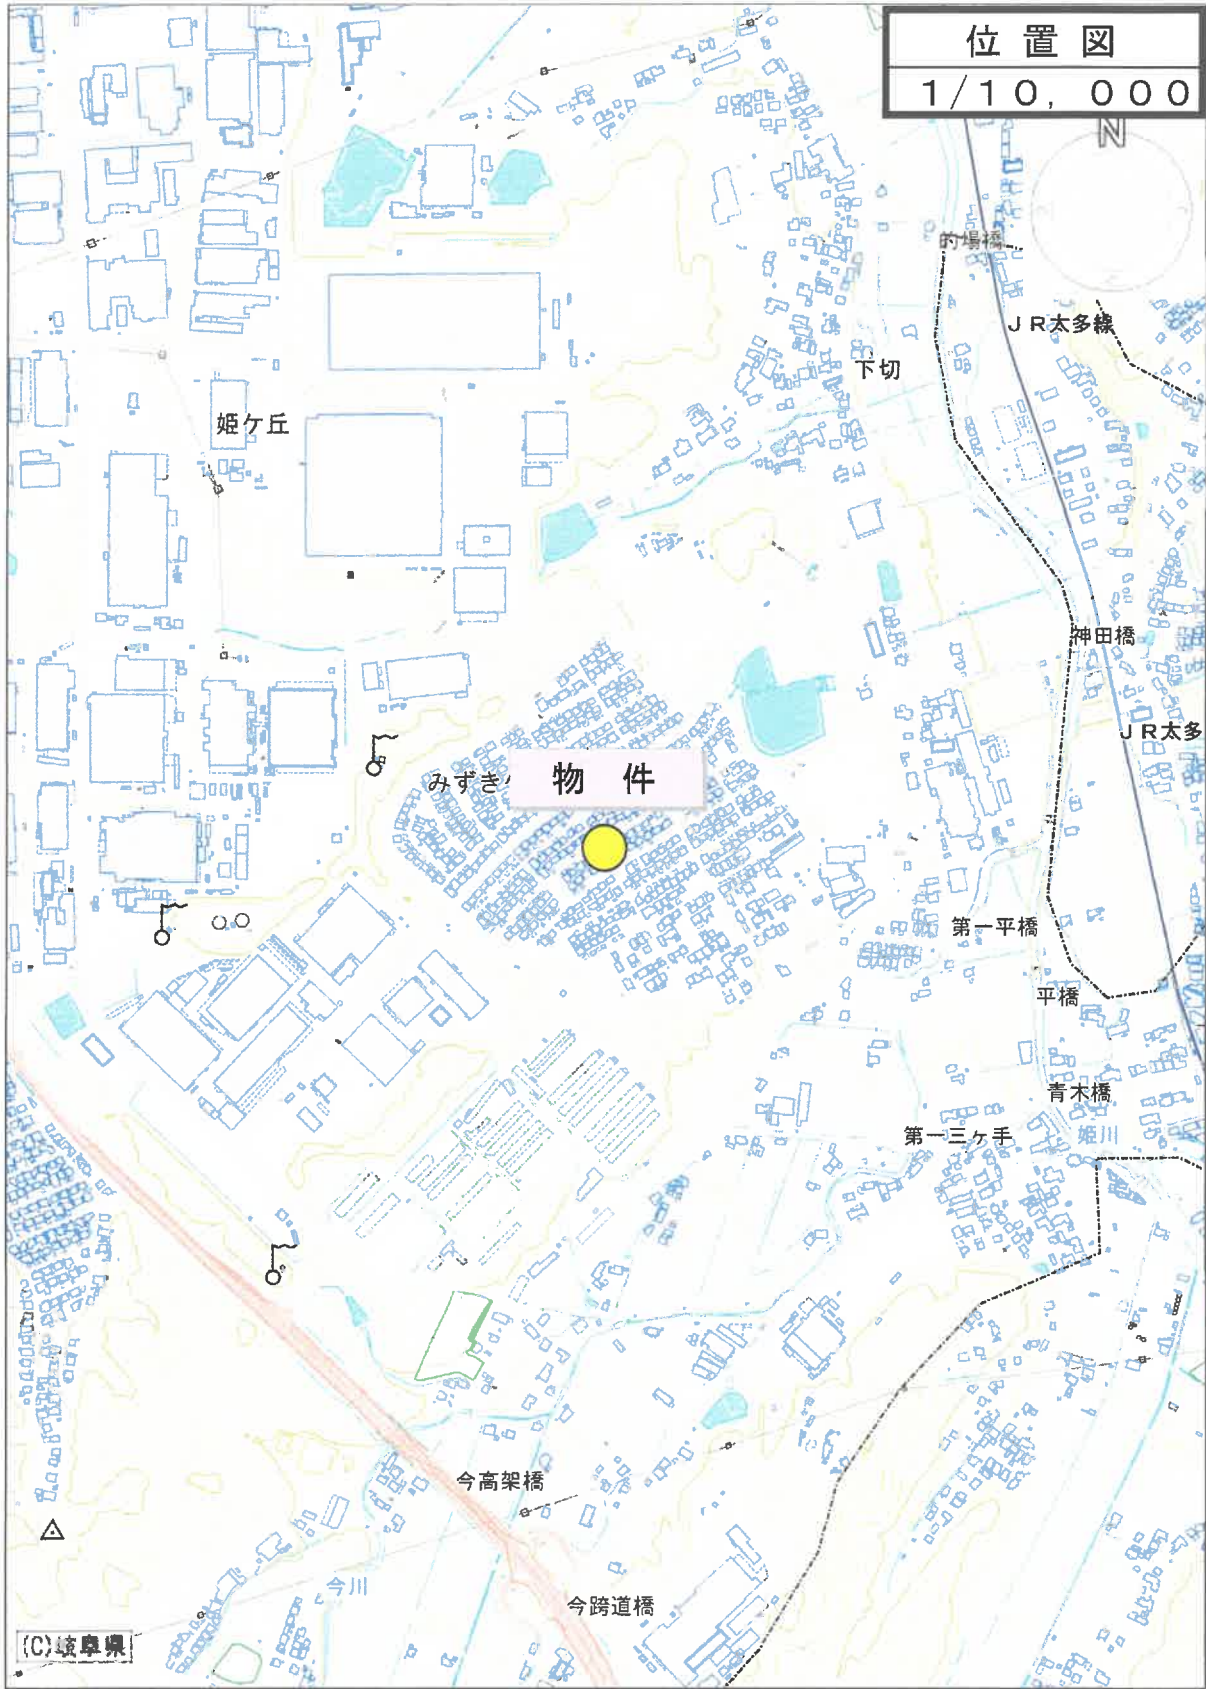 位置図
1/10,000
N
的場橋
JR太多線
下切
姫ケ丘
神田橋
JR太多
みずき
物件
第一平橋
平橋
青木橋
第一三ヶ手
姫川
今高架橋
今川
今跨道橋
(C)岐阜県